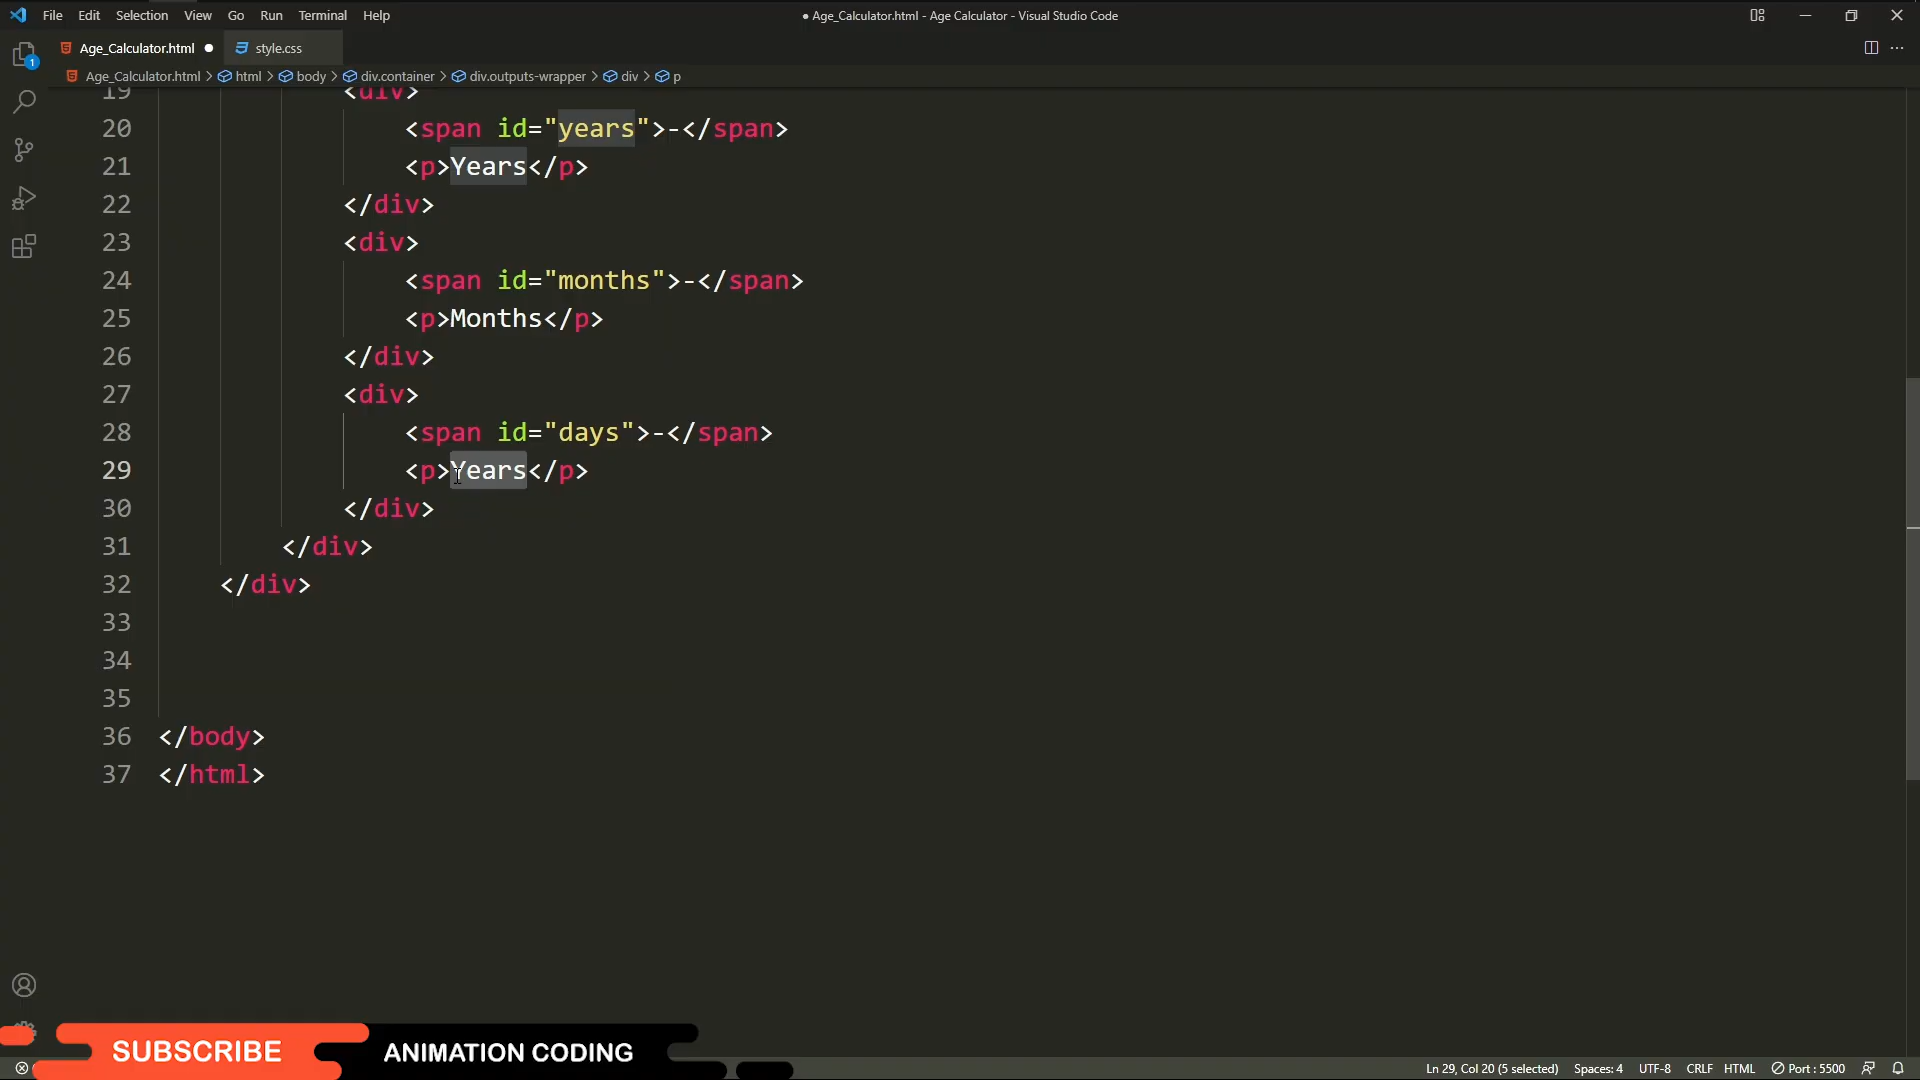 File Edit Selection View Go Run Terminal Help
● Age_Calculator.html - Age Calculator - Visual Studio Code
Age_Calculator.html ● style.css
1
Age_Calculator.html > html > body > div.container > div.outputs-wrapper > div > p
19 <div>
20 <span id="years">-</span>
21 <p>Years</p>
22 </div>
23 <div>
24 <span id="months">-</span>
25 <p>Months</p>
26 </div>
27 <div>
28 <span id="days">-</span>
29 <p>Years</p>
30 </div>
31 </div>
32 </div>
33
34
35
36 </body>
37 </html>
SUBSCRIBE ANIMATION CODING
Ln 29, Col 20 (5 selected) Spaces: 4 UTF-8 CRLF HTML Port : 5500